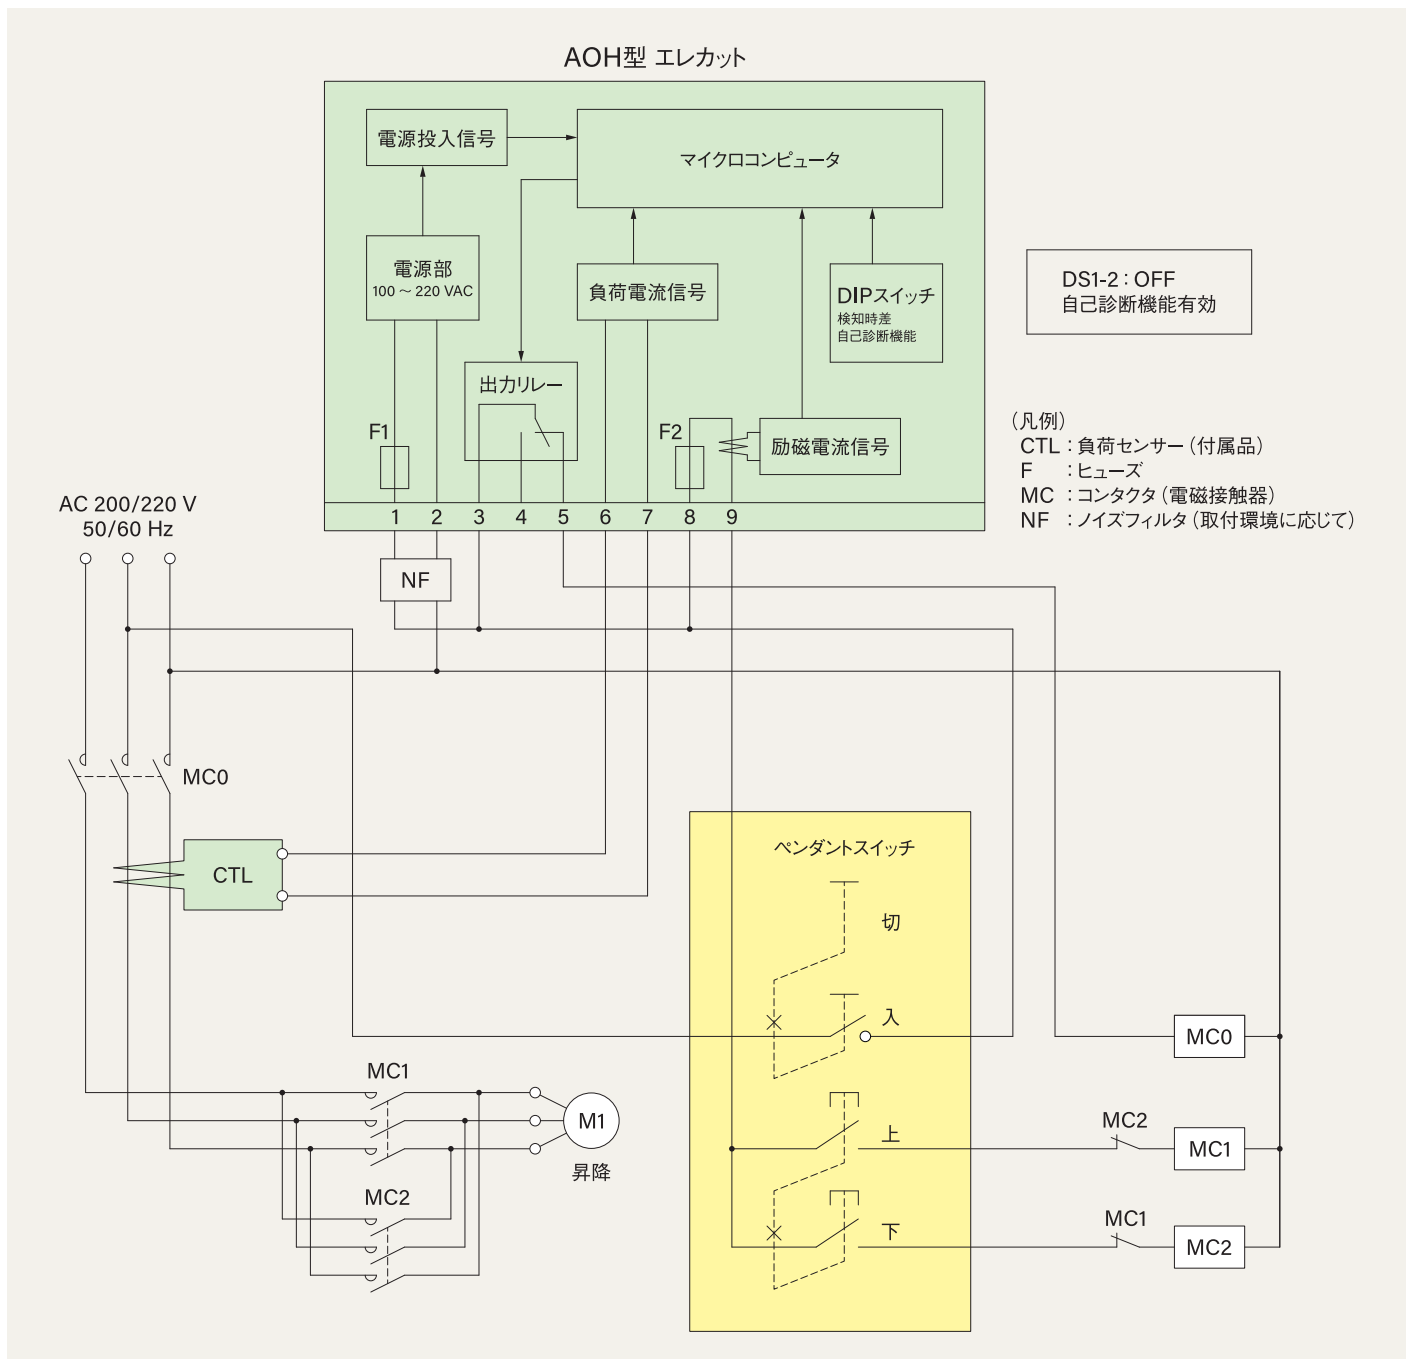 AOH型 エレカット
電源投入信号
マイクロコンピュータ
電源部
100 ～ 220 VAC
負荷電流信号
DIPスイッチ
検知時差
自己診断機能
DS1-2：OFF
自己診断機能有効
出力リレー
F1
F2
励磁電流信号
（凡例）
CTL：負荷センサー（付属品）
F ：ヒューズ
MC ：コンタクタ（電磁接触器）
NF ：ノイズフィルタ（取付環境に応じて）
AC 200/220 V
50/60 Hz
1 2 3 4 5 6 7 8 9
NF
MC0
CTL
ペンダントスイッチ
切
入
MC0
MC1
M1
昇降
上
MC2
MC1
MC2
下
MC1
MC2